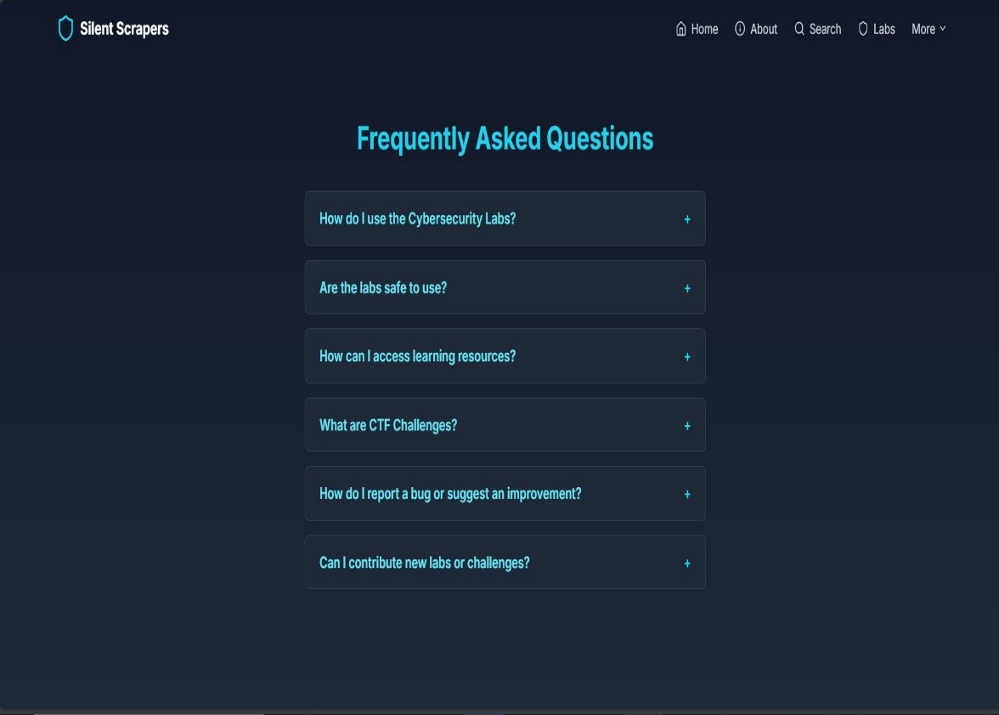 Silent Scrapers
Home About Search Labs More
Frequently Asked Questions
How do I use the Cybersecurity Labs? +
Are the labs safe to use? +
How can I access learning resources? +
What are CTF Challenges? +
How do I report a bug or suggest an improvement? +
Can I contribute new labs or challenges? +